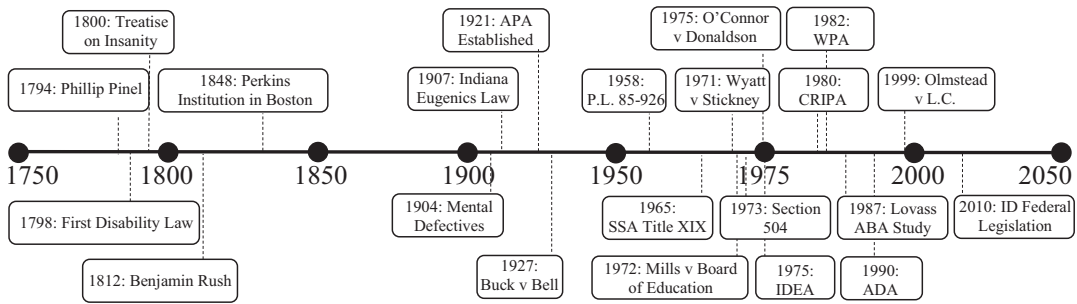 1800: Treatise
on Insanity
1921: APA
Established
1975: O’Connor
v Donaldson
1982:
WPA
1794: Phillip Pinel
1848: Perkins
Institution in Boston
1907: Indiana
Eugenics Law
1958:
P.L. 85-926
1971: Wyatt
v Stickney
1980:
CRIPA
1999: Olmstead
v L.C.
1750
1800
1850
1900
1950
1975
2000
2050
1798: First Disability Law
1904: Mental
Defectives
1965:
SSA Title XIX
1973: Section
504
1987: Lovass
ABA Study
2010: ID Federal
Legislation
1812: Benjamin Rush
1927:
Buck v Bell
1972: Mills v Board
of Education
1975:
IDEA
1990:
ADA